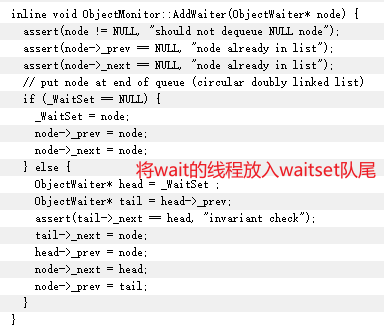 inline void ObjectMonitor::AddWaiter(ObjectWaiter* node) {
  assert(node != NULL, "should not dequeue NULL node");
  assert(node->_prev == NULL, "node already in list");
  assert(node->_next == NULL, "node already in list");
  // put node at end of queue (circular doubly linked list)
  if (_WaitSet == NULL) {
    _WaitSet = node;
    node->_prev = node;
    node->_next = node;
  } else {
将wait的线程放入waitset队尾
    ObjectWaiter* head = _WaitSet ;
    ObjectWaiter* tail = head->_prev;
    assert(tail->_next == head, "invariant check");
    tail->_next = node;
    head->_prev = node;
    node->_next = head;
    node->_prev = tail;
  }
}